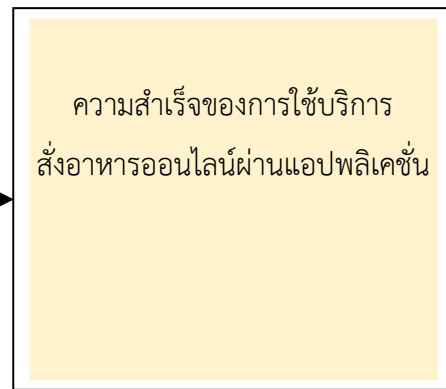 ความสำเร็จของการใช้บริการ
สั่งอาหารออนไลน์ผ่านแอปพลิเคชั่น